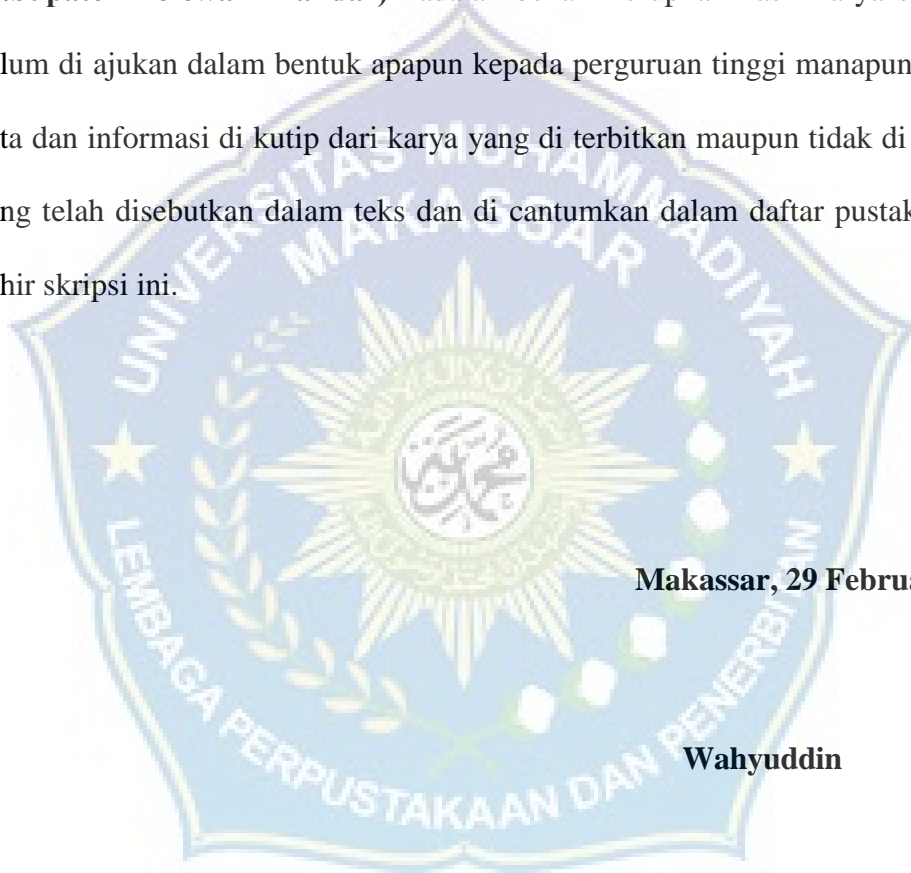 lum di ajukan dalam bentuk apapun kepada perguruan tinggi manapun
ta dan informasi di kutip dari karya yang di terbitkan maupun tidak di
ng telah disebutkan dalam teks dan di cantumkan dalam daftar pustak
hir skripsi ini.
UNIVERSITAS MUHAMMADIYAH
MAKASSAR
محمدية
Makassar, 29 Februa
Wahyuddin
LEMBAGA PERPUSTAKAAN DAN PENERBITAN